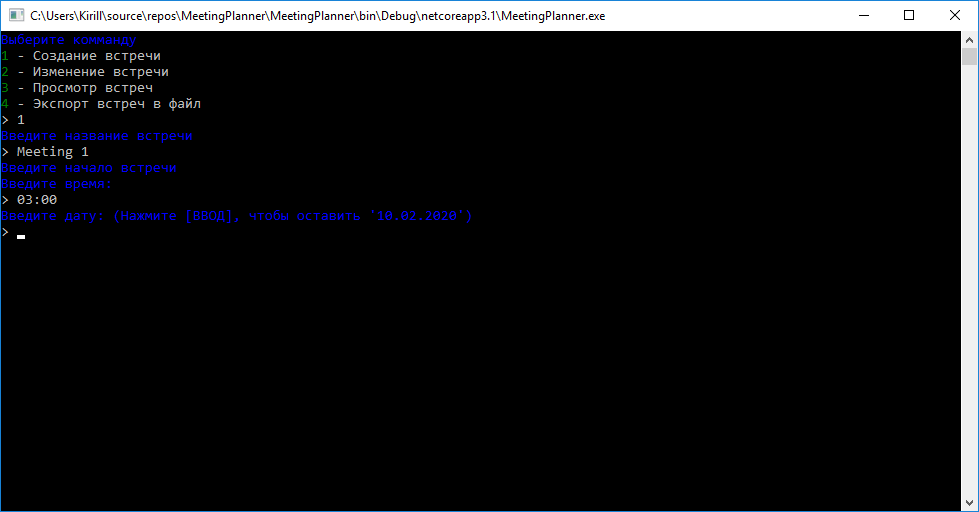 C:\Users\Kirill\source\repos\MeetingPlanner\MeetingPlanner\bin\Debug\netcoreapp3.1\MeetingPlanner.exe
Выберите комманду
1 - Создание встречи
2 - Изменение встречи
3 - Просмотр встреч
4 - Экспорт встреч в файл
> 1
Введите название встречи
> Meeting 1
Введите начало встречи
Введите время:
> 03:00
Введите дату: (Нажмите [ВВОД], чтобы оставить '10.02.2020')
>